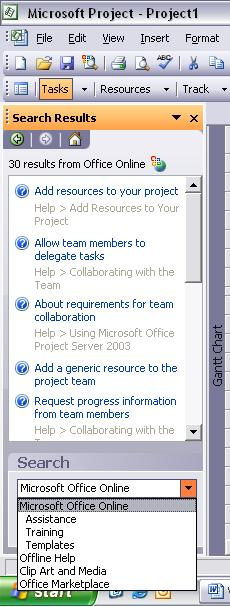 Microsoft Project - Project1
File Edit View Insert Format
ABC
Tasks Resources Track
Search Results
30 results from Office Online
Add resources to your project
Help > Add Resources to Your
Project
Allow team members to
delegate tasks
Help > Collaborating with the
Team
About requirements for team
collaboration
Help > Using Microsoft Office
Project Server 2003
Add a generic resource to the
project team
Request progress information
from team members
Help > Collaborating with the
Gantt Chart
Search
Microsoft Office Online
Microsoft Office Online
Assistance
Training
Templates
Offline Help
Clip Art and Media
Office Marketplace
start